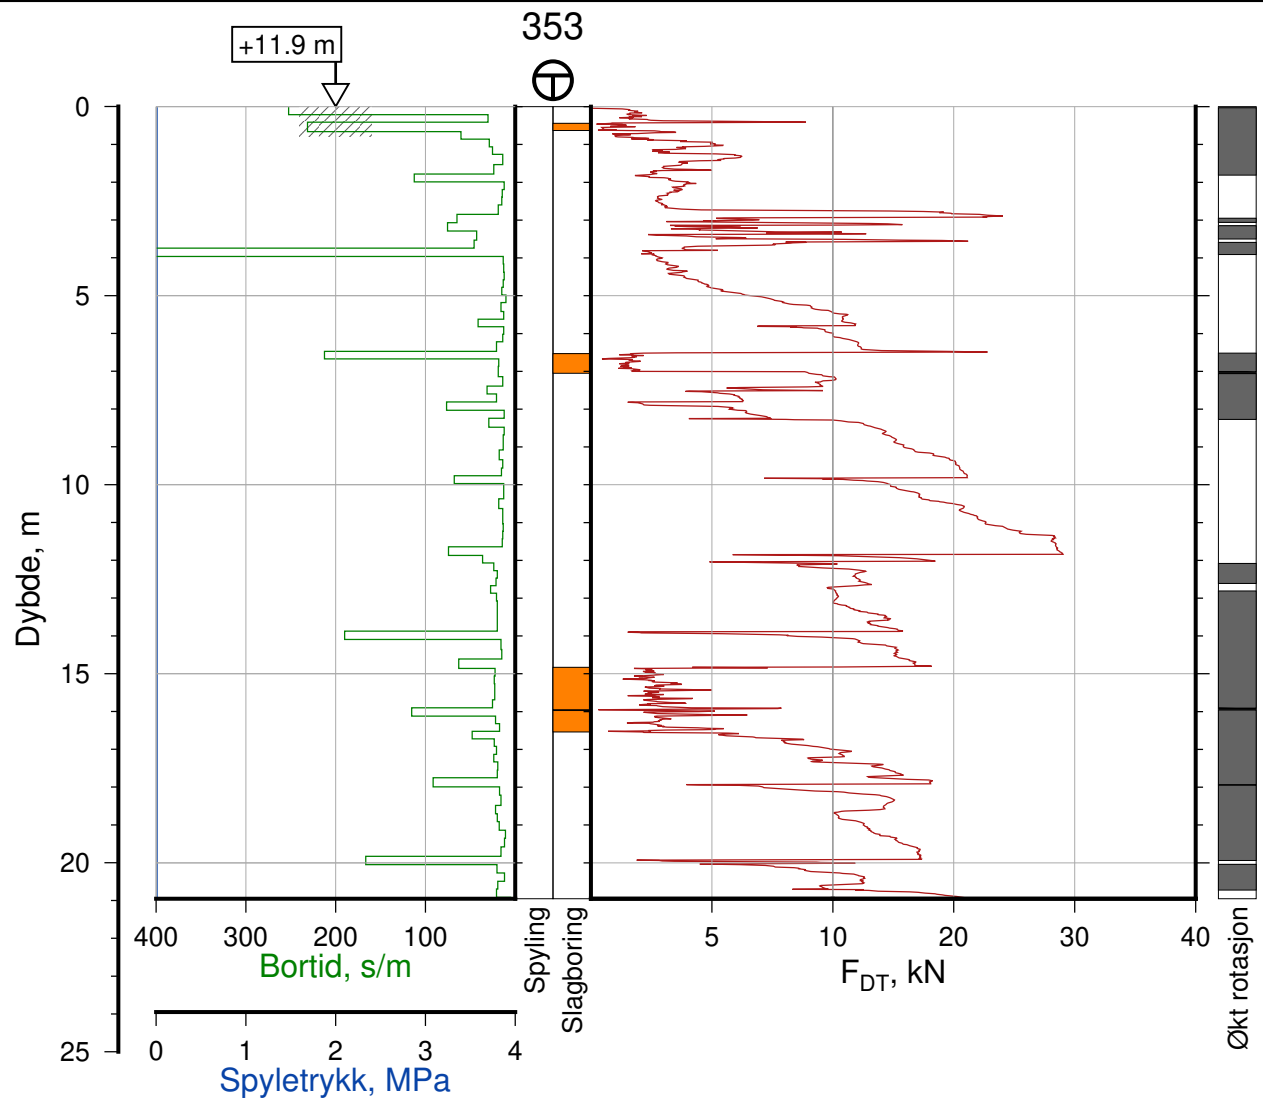 353
+11.9 m
0
5
10
15
20
25
Dybde, m
400 300 200 100
Bortid, s/m
0 1 2 3 4
Spyletrykk, MPa
Spyling
Slagboring
5 10 20 30 40
FDT, kN
Økt rotasjon